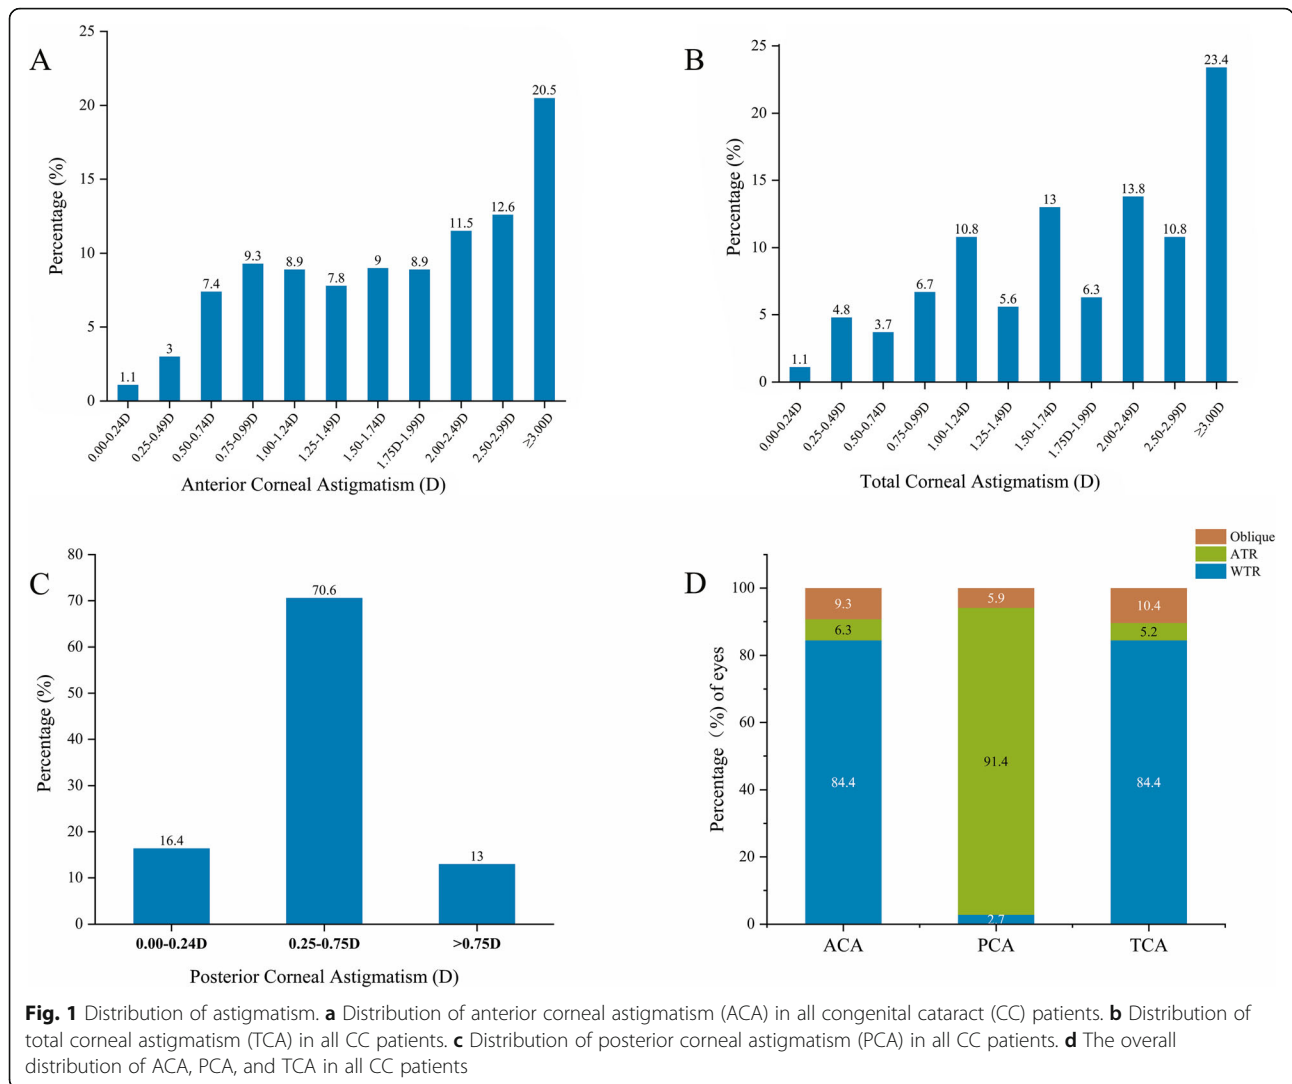 A
25
20
15
10
5
0
Percentage (%)
1.1
3
7.4
9.3
8.9
7.8
9
8.9
11.5
12.6
20.5
0.00-0.24D
0.25-0.49D
0.50-0.74D
0.75-0.99D
1.00-1.24D
1.25-1.49D
1.50-1.74D
1.75D-1.99D
2.00-2.49D
2.50-2.99D
≥3.00D
Anterior Corneal Astigmatism (D)
B
25
20
15
10
5
0
Percentage (%)
1.1
4.8
3.7
6.7
10.8
5.6
13
6.3
13.8
10.8
23.4
0.00-0.24D
0.25-0.49D
0.50-0.74D
0.75-0.99D
1.00-1.24D
1.25-1.49D
1.50-1.74D
1.75D-1.99D
2.00-2.49D
2.50-2.99D
≥3.00D
Total Corneal Astigmatism (D)
C
80
70
60
50
40
30
20
10
0
Percentage (%)
16.4
70.6
13
0.00-0.24D
0.25-0.75D
>0.75D
Posterior Corneal Astigmatism (D)
D
Oblique
ATR
WTR
100
80
60
40
20
0
Percentage (%) of eyes
9.3
6.3
84.4
5.9
91.4
2.7
10.4
5.2
84.4
ACA
PCA
TCA
Fig. 1 Distribution of astigmatism. a Distribution of anterior corneal astigmatism (ACA) in all congenital cataract (CC) patients. b Distribution of
total corneal astigmatism (TCA) in all CC patients. c Distribution of posterior corneal astigmatism (PCA) in all CC patients. d The overall
distribution of ACA, PCA, and TCA in all CC patients